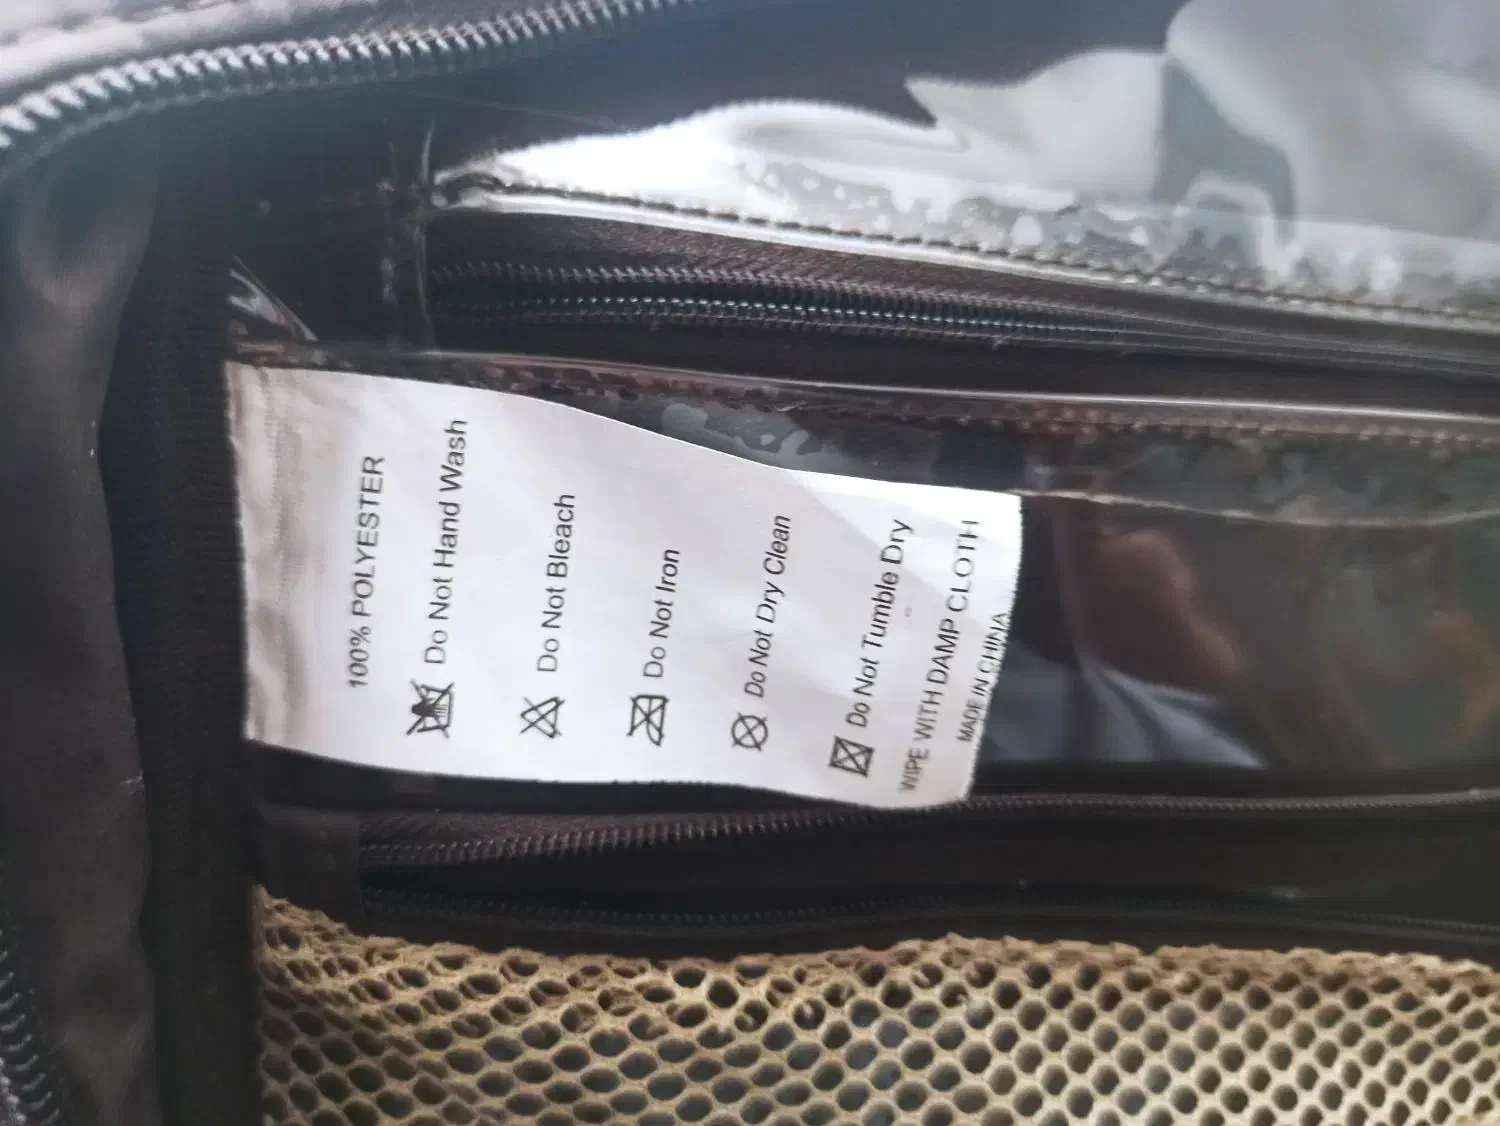 100% POLYESTER
Do Not Hand Wash
Do Not Bleach
Do Not Iron
Do Not Dry Clean
Do Not Tumble Dry
WIPE WITH DAMP CLOTH
MADE IN CHINA